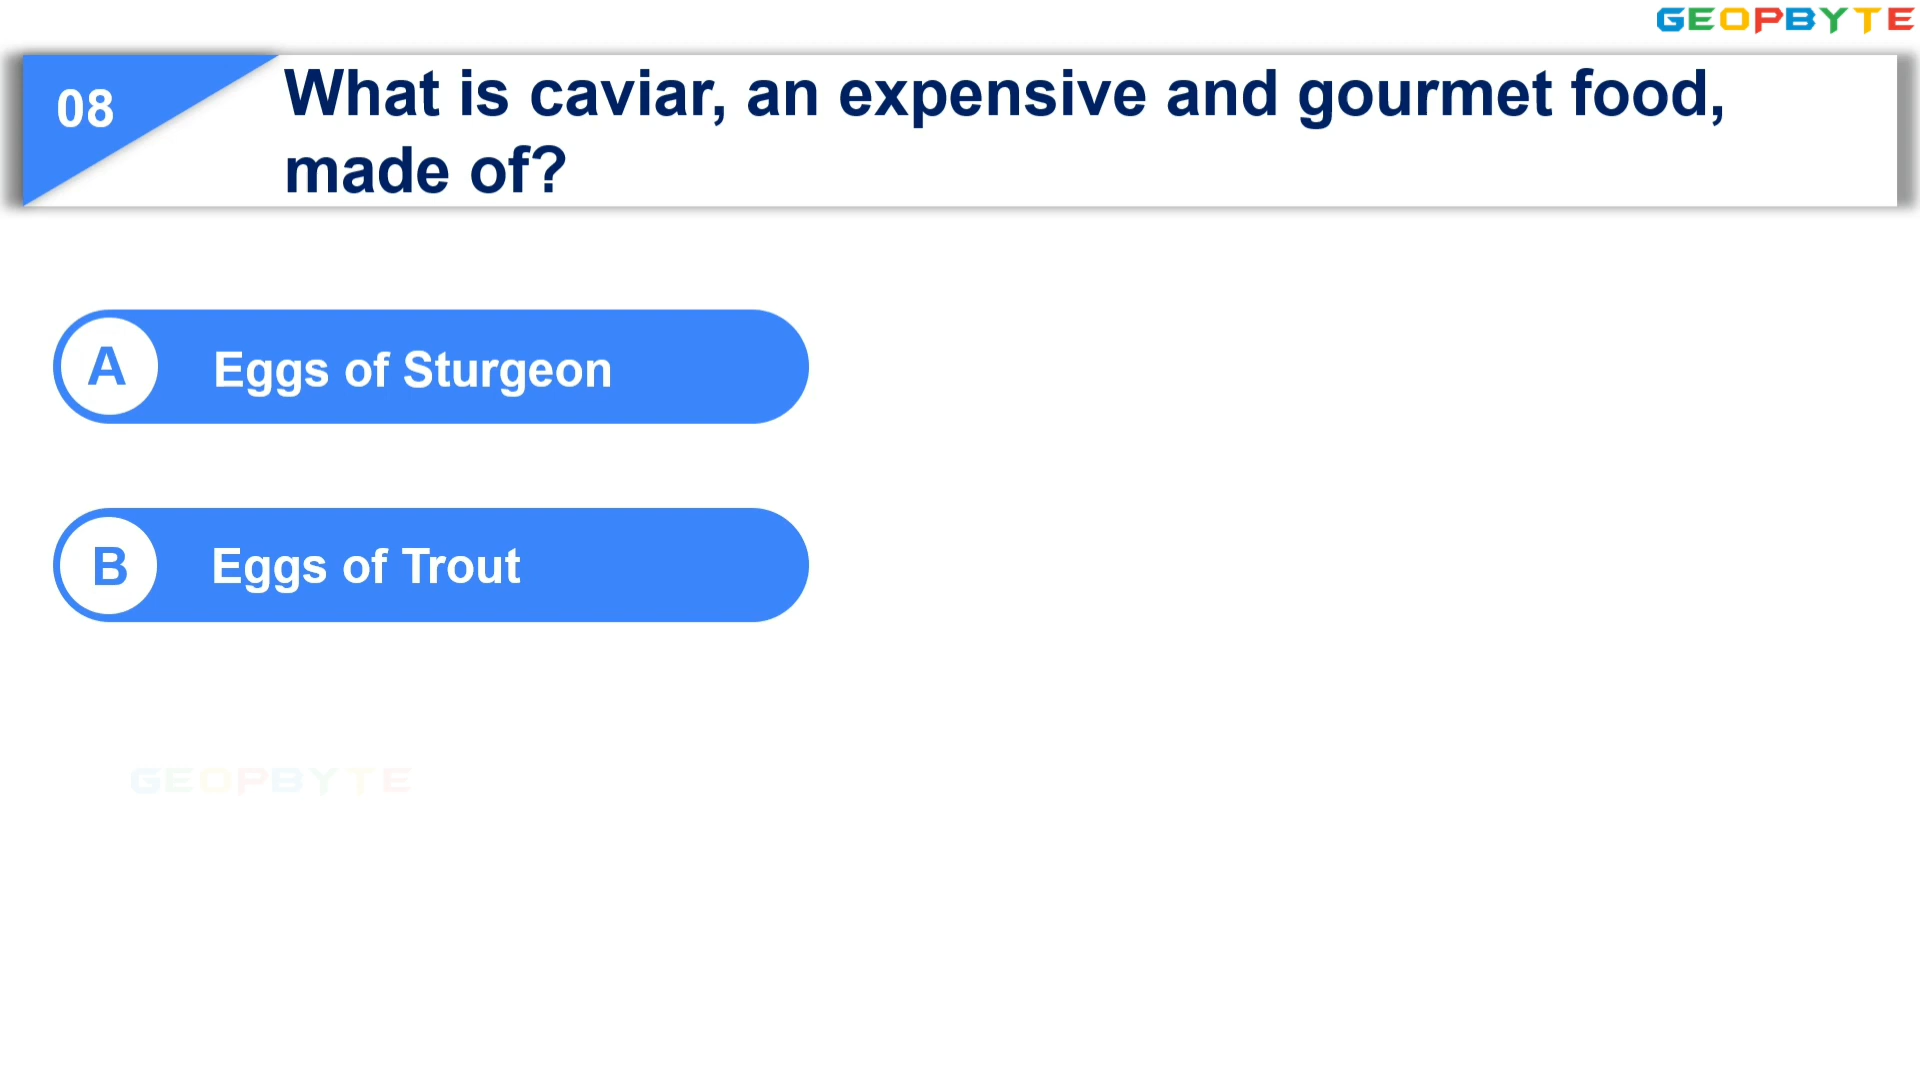 GEOPBYTE
08
What is caviar, an expensive and gourmet food,
made of?
A
Eggs of Sturgeon
B
Eggs of Trout
GEOPBYTE